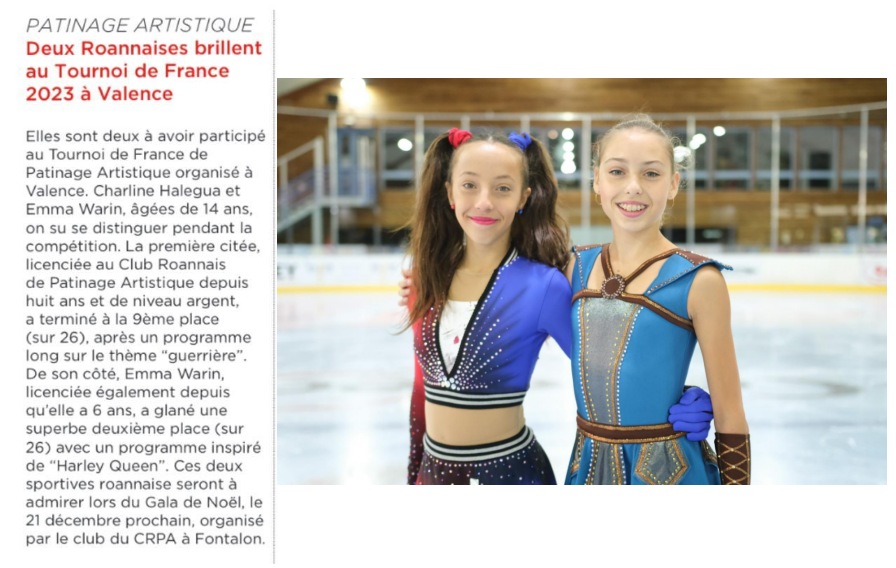 PATINAGE ARTISTIQUE
Deux Roannaises brillent
au Tournoi de France
2023 à Valence
Elles sont deux à avoir participé
au Tournoi de France de
Patinage Artistique organisé à
Valence. Charline Halegua et
Emma Warin, âgées de 14 ans,
on su se distinguer pendant la
compétition. La première citée,
licenciée au Club Roannais
de Patinage Artistique depuis
huit ans et de niveau argent,
a terminé à la 9ème place
(sur 26), après un programme
long sur le thème “guerrière”.
De son côté, Emma Warin,
licenciée également depuis
qu’elle a 6 ans, a glané une
superbe deuxième place (sur
26) avec un programme inspiré
de “Harley Queen”. Ces deux
sportives roannaise seront à
admirer lors du Gala de Noël, le
21 décembre prochain, organisé
par le club du CRPA à Fontalon.